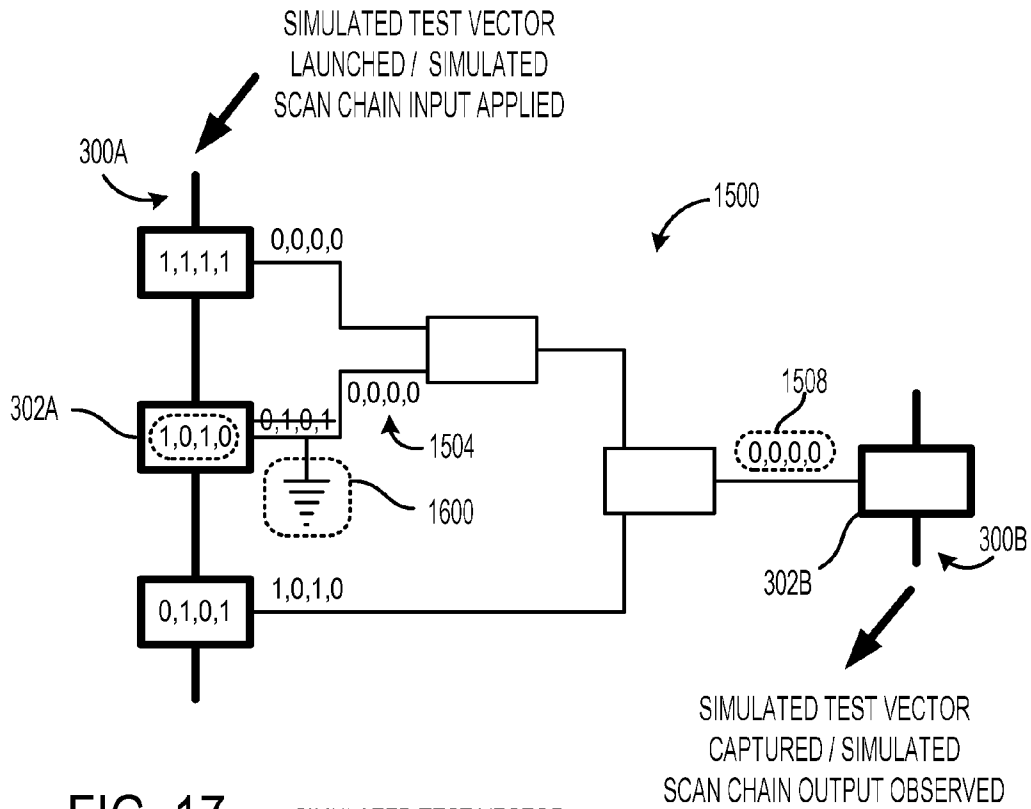 SIMULATED TEST VECTOR
LAUNCHED / SIMULATED
SCAN CHAIN INPUT APPLIED
300A
1500
1,1,1,1
0,0,0,0
302A
1,0,1,0
0,1,0,1
0,0,0,0
1504
1508
0,0,0,0
1600
302B
300B
0,1,0,1
1,0,1,0
SIMULATED TEST VECTOR
CAPTURED / SIMULATED
SCAN CHAIN OUTPUT OBSERVED
FIG. 17
SIMULATED TEST VECTOR